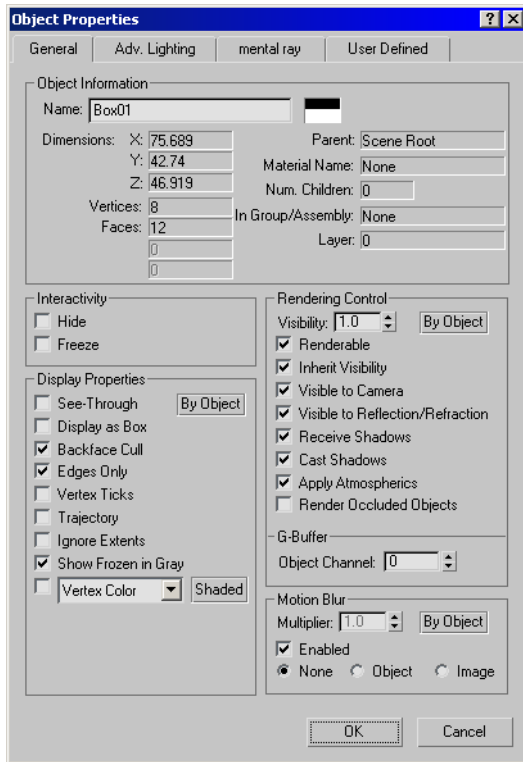 Object Properties
General Adv. Lighting mental ray User Defined
Object Information
Name: Box01
Dimensions: X: 75.689
Y: 42.74
Z: 46.919
Vertices: 8
Faces: 12
0
0
Parent: Scene Root
Material Name: None
Num. Children: 0
In Group/Assembly: None
Layer: 0
Interactivity
Hide
Freeze
Display Properties
See-Through By Object
Display as Box
Backface Cull
Edges Only
Vertex Ticks
Trajectory
Ignore Extents
Show Frozen in Gray
Vertex Color Shaded
Rendering Control
Visibility: 1.0 By Object
Renderable
Inherit Visibility
Visible to Camera
Visible to Reflection/Refraction
Receive Shadows
Cast Shadows
Apply Atmospherics
Render Occluded Objects
G-Buffer
Object Channel: 0
Motion Blur
Multiplier: 1.0 By Object
Enabled
None Object Image
OK Cancel